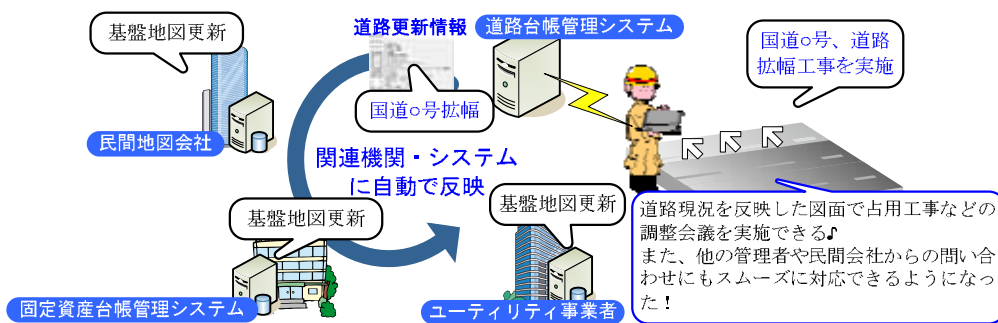 基盤地図更新
民間地図会社
道路更新情報
道路台帳管理システム
国道○号拡幅
国道○号、道路
拡幅工事を実施
関連機関・システム
に自動で反映
基盤地図更新
固定資産台帳管理システム
基盤地図更新
ユーティリティ事業者
道路現況を反映した図面で占用工事などの
調整会議を実施できる♪
また、他の管理者や民間会社からの問い合
わせにもスムーズに対応できるようになっ
た！